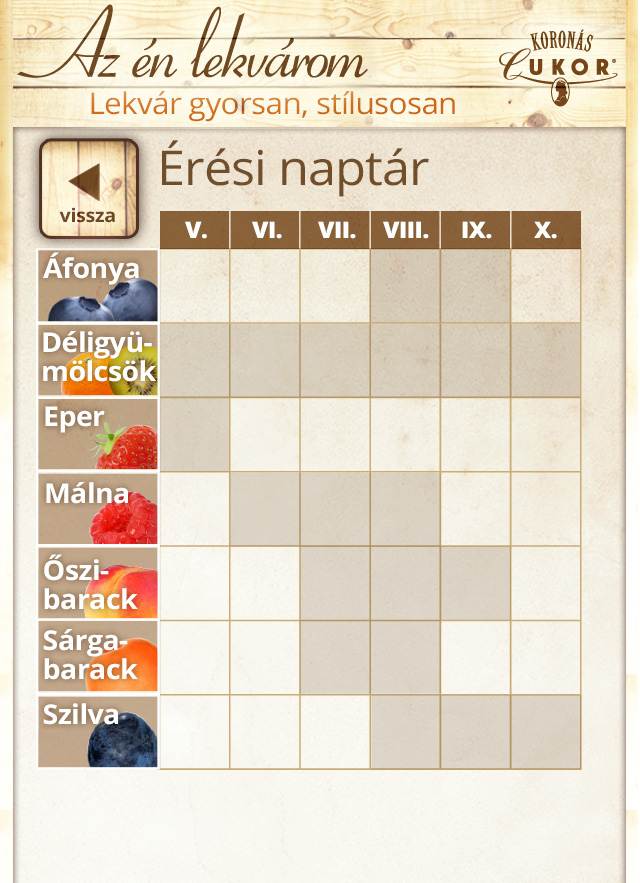 Az én lekvárom
KORONÁS
CUKOR®
Lekvár gyorsan, stílusosan
vissza
Érési naptár
V. VI. VII. VIII. IX. X.
Áfonya
Déligyü-
mölcsök
Eper
Málna
Őszi-
barack
Sárga-
barack
Szilva